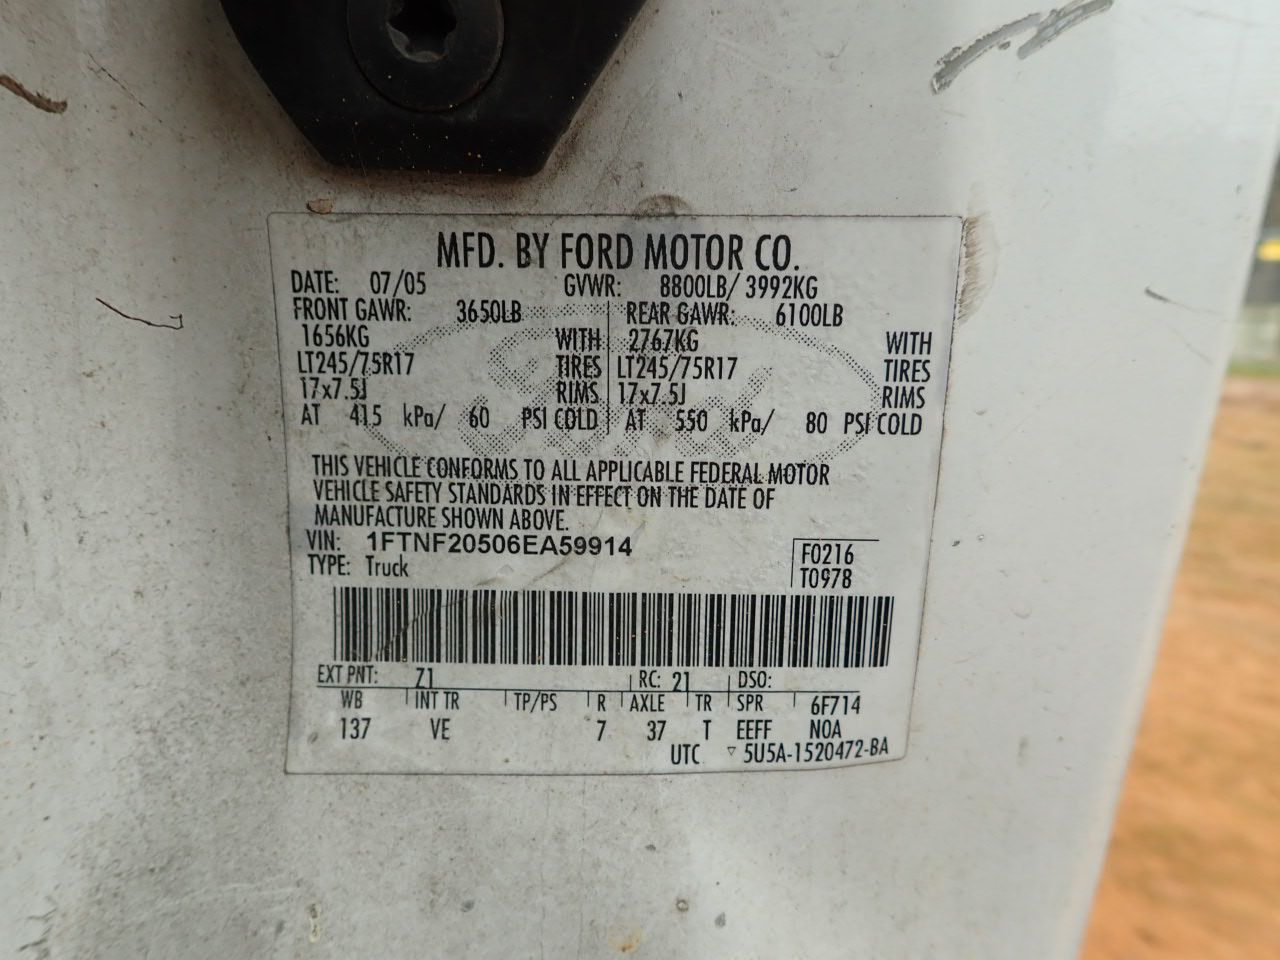 MFD. BY FORD MOTOR CO.
DATE: 07/05 GVWR: 8800LB/ 3992KG
FRONT GAWR: 3650LB REAR GAWR: 6100LB
1656KG WITH 2767KG WITH
LT245/75R17 TIRES LT245/75R17 TIRES
17x7.5J RIMS 17x7.5J RIMS
AT 415 kPa/ 60 PSI COLD AT 550 kPa/ 80 PSI COLD
THIS VEHICLE CONFORMS TO ALL APPLICABLE FEDERAL MOTOR
VEHICLE SAFETY STANDARDS IN EFFECT ON THE DATE OF
MANUFACTURE SHOWN ABOVE.
VIN: 1FTNF20506EA59914
F0216
TYPE: Truck T0978
EXT PNT: Z1 RC: 21 DSO:
WB INT TR TP/PS R AXLE TR SPR 6F714
137 VE 7 37 T EEFF N0A
UTC ▽ 5U5A-1520472-BA
Ford